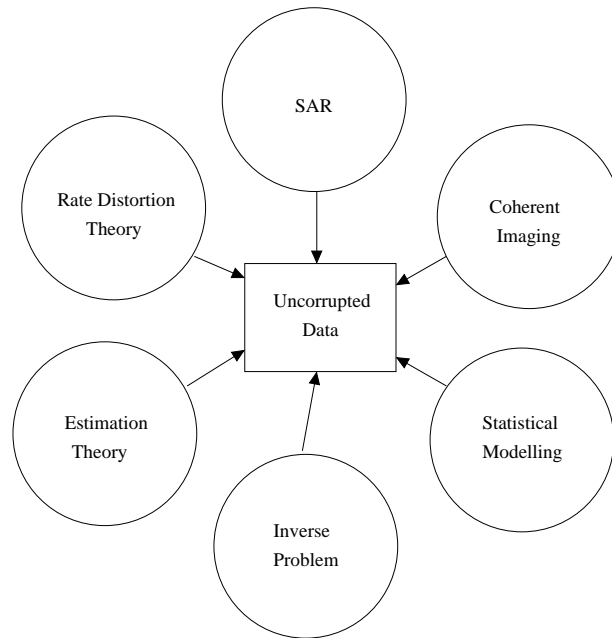 SAR
Rate Distortion
Theory
Coherent
Imaging
Uncorrupted
Data
Estimation
Theory
Statistical
Modelling
Inverse
Problem